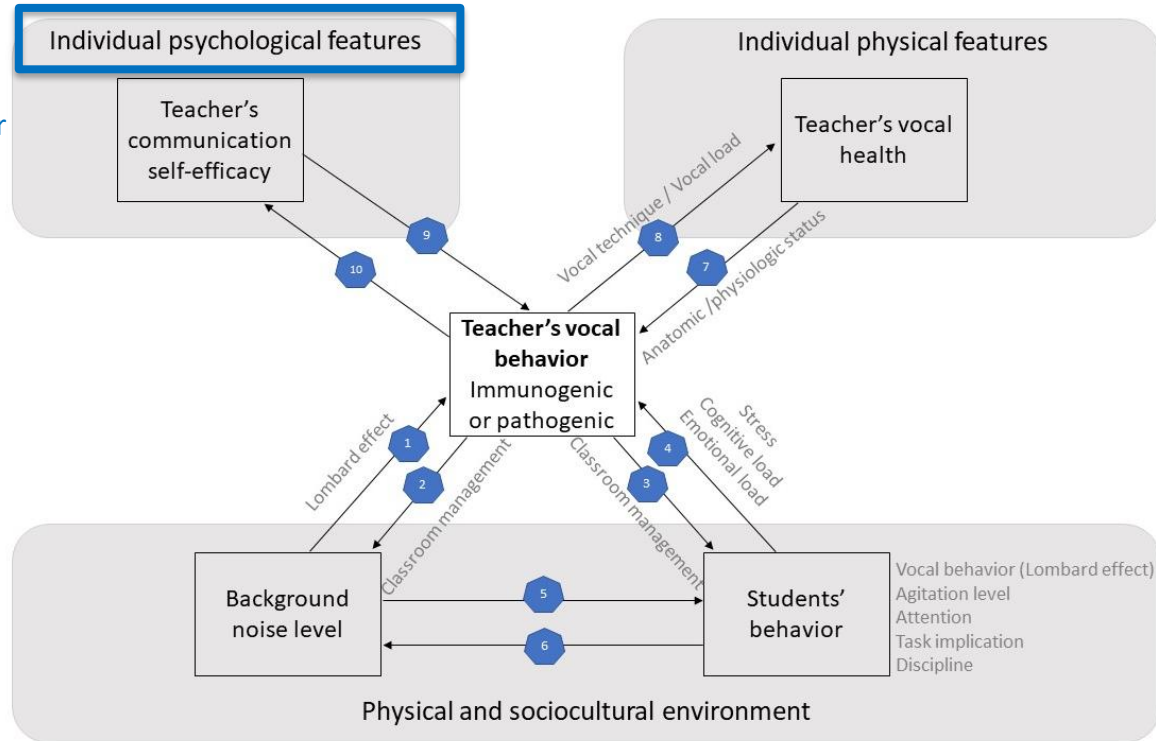 Individual psychological features
Individual physical features
r
Teacher's
communication
self-efficacy
Teacher's vocal
health
9
10
Vocal technique / Vocal load
8
7
Anatomic /physiologic status
Teacher's vocal
behavior
Immunogenic
or pathogenic
Lombard effect
1
2
Classroom management
Classroom management
3
4
Stress
Cognitive load
Emotional load
Background
noise level
5
6
Students'
behavior
Vocal behavior (Lombard effect)
Agitation level
Attention
Task implication
Discipline
Physical and sociocultural environment